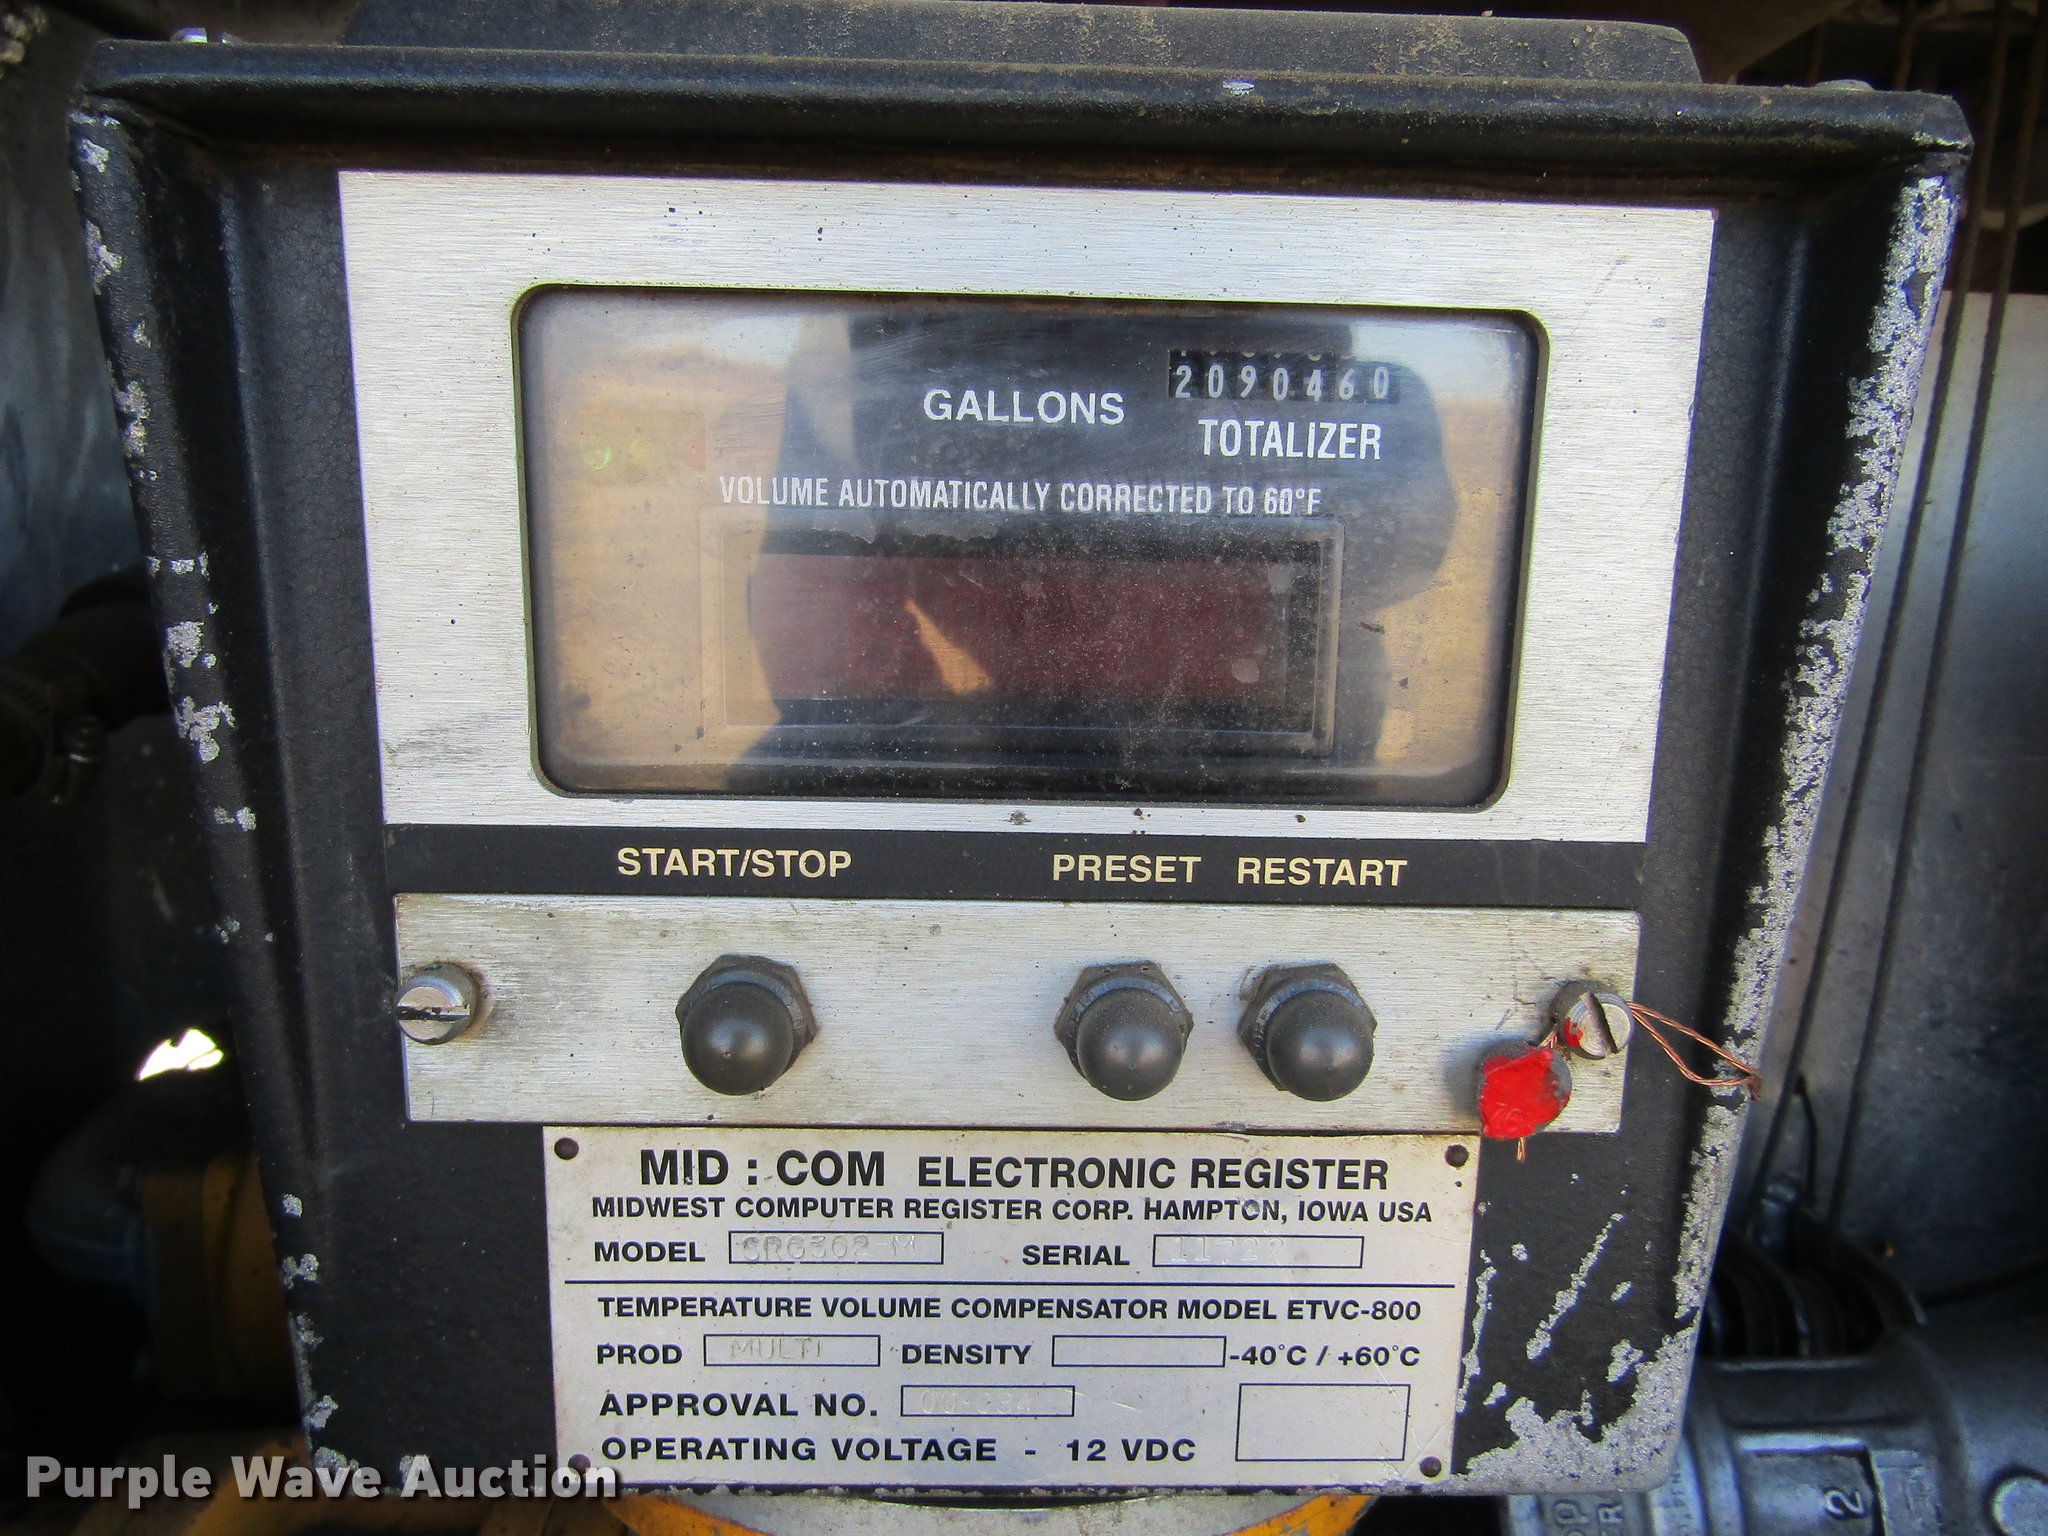 2090460
GALLONS
TOTALIZER
VOLUME AUTOMATICALLY CORRECTED TO 60°F
START/STOP PRESET RESTART
MID : COM ELECTRONIC REGISTER
MIDWEST COMPUTER REGISTER CORP. HAMPTON, IOWA USA
MODEL SERIAL
TEMPERATURE VOLUME COMPENSATOR MODEL ETVC-800
PROD MULTI DENSITY -40°C / +60°C
APPROVAL NO.
OPERATING VOLTAGE - 12 VDC
Purple Wave Auction
2